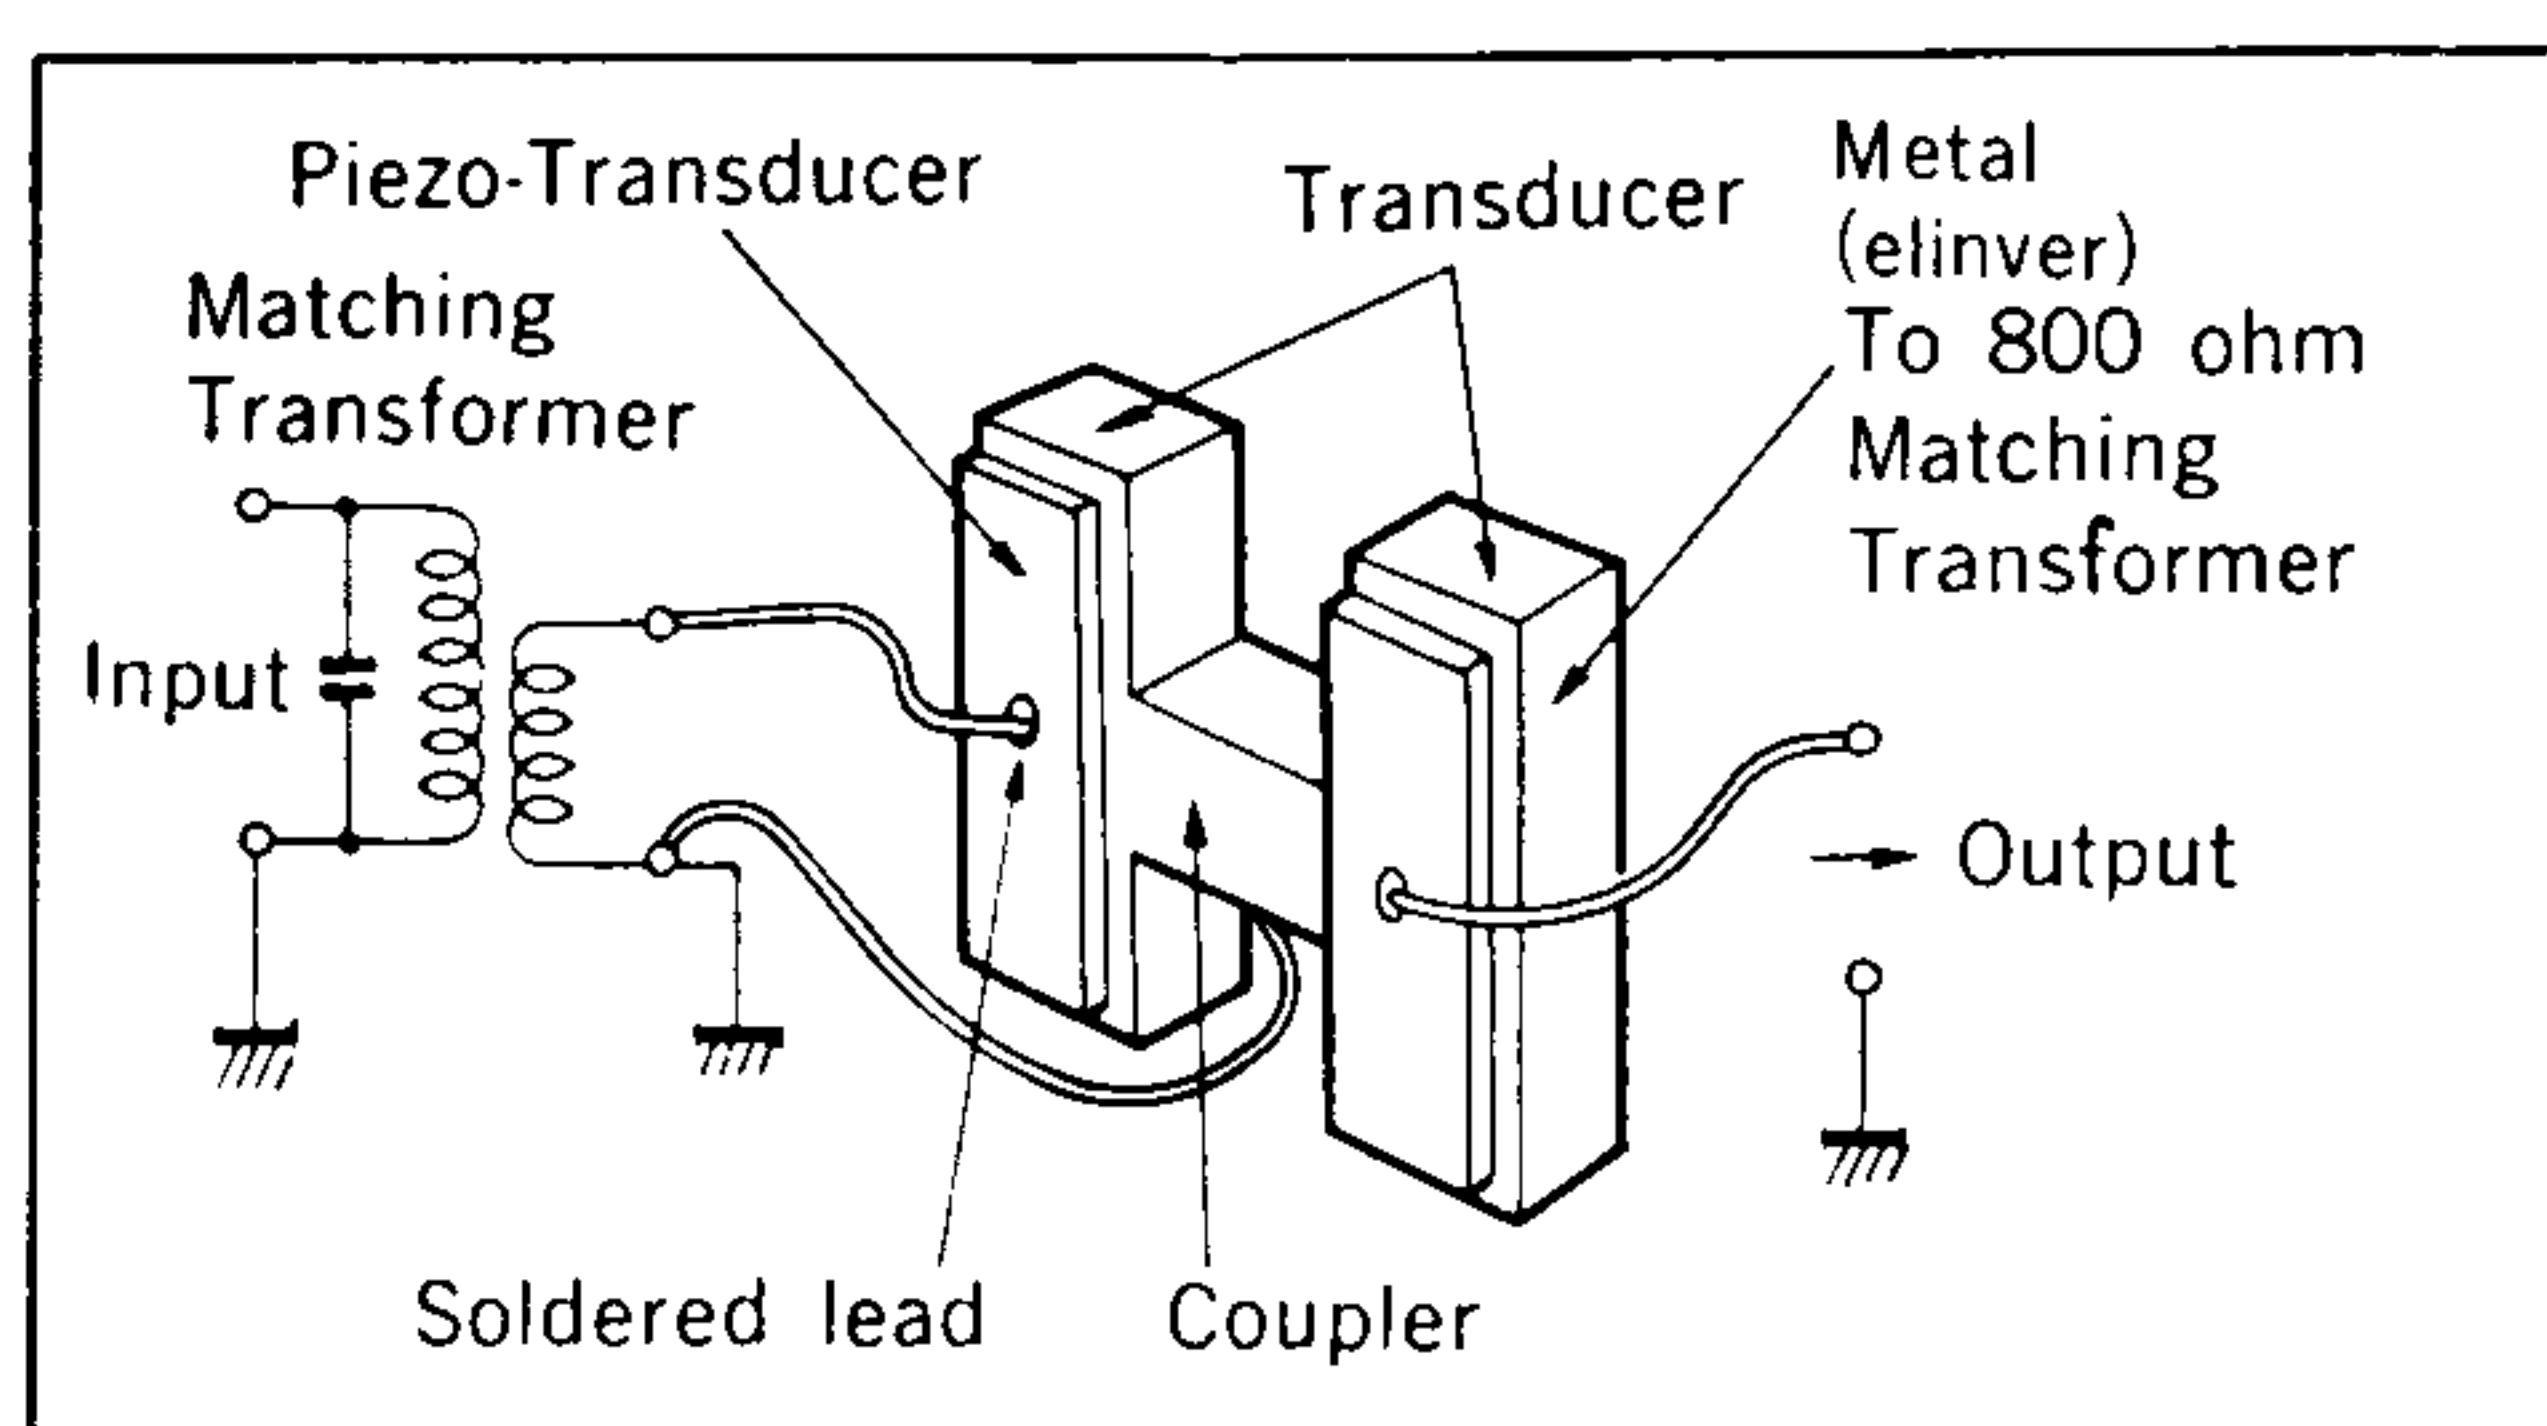 Piezo-Transducer
Matching
Transformer
Transducer
Metal
(elinver)
To 800 ohm
Matching
Transformer
Input
Output
Soldered lead
Coupler